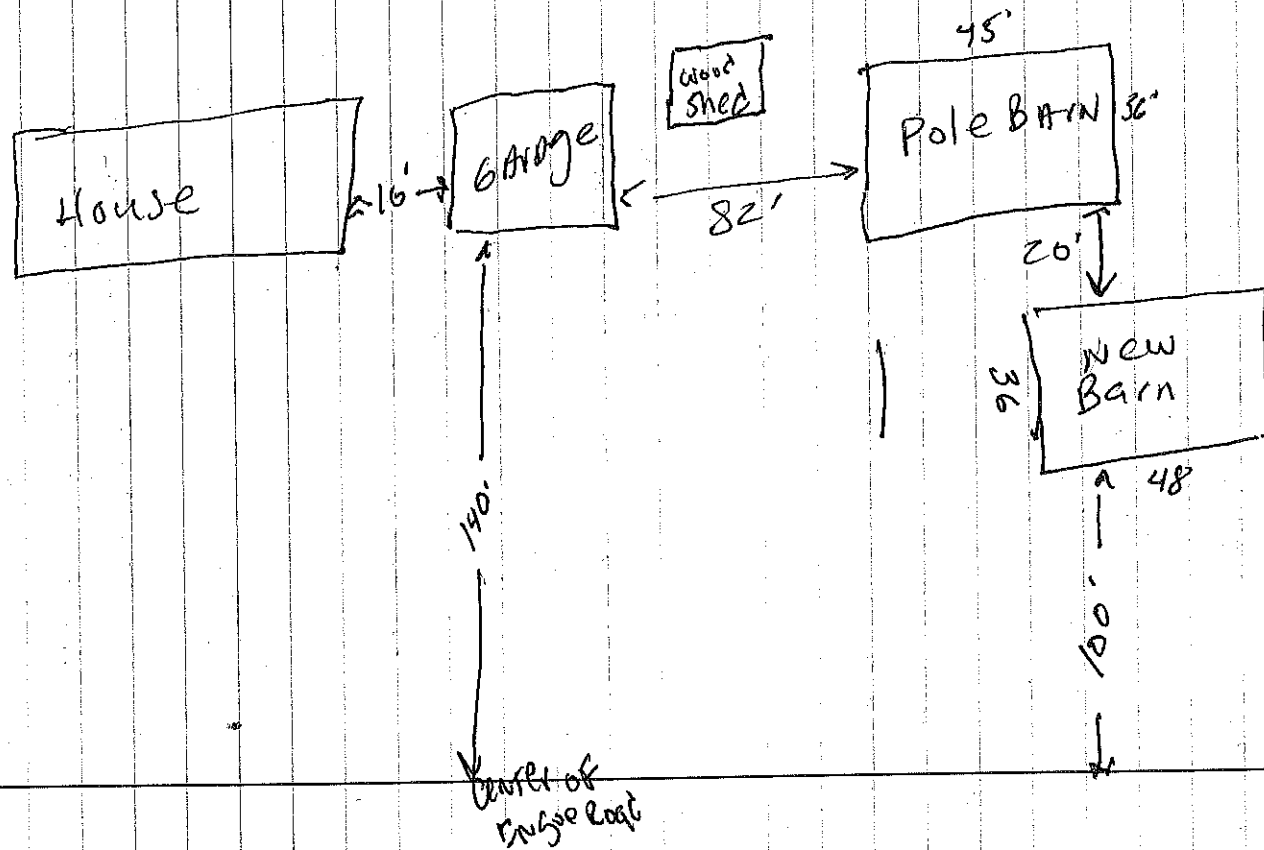 House
16'
GArage
wood
shed
82'
45'
Pole BArN
36'
20'
New
Barn
36
48
140'
100'
Center of
Road